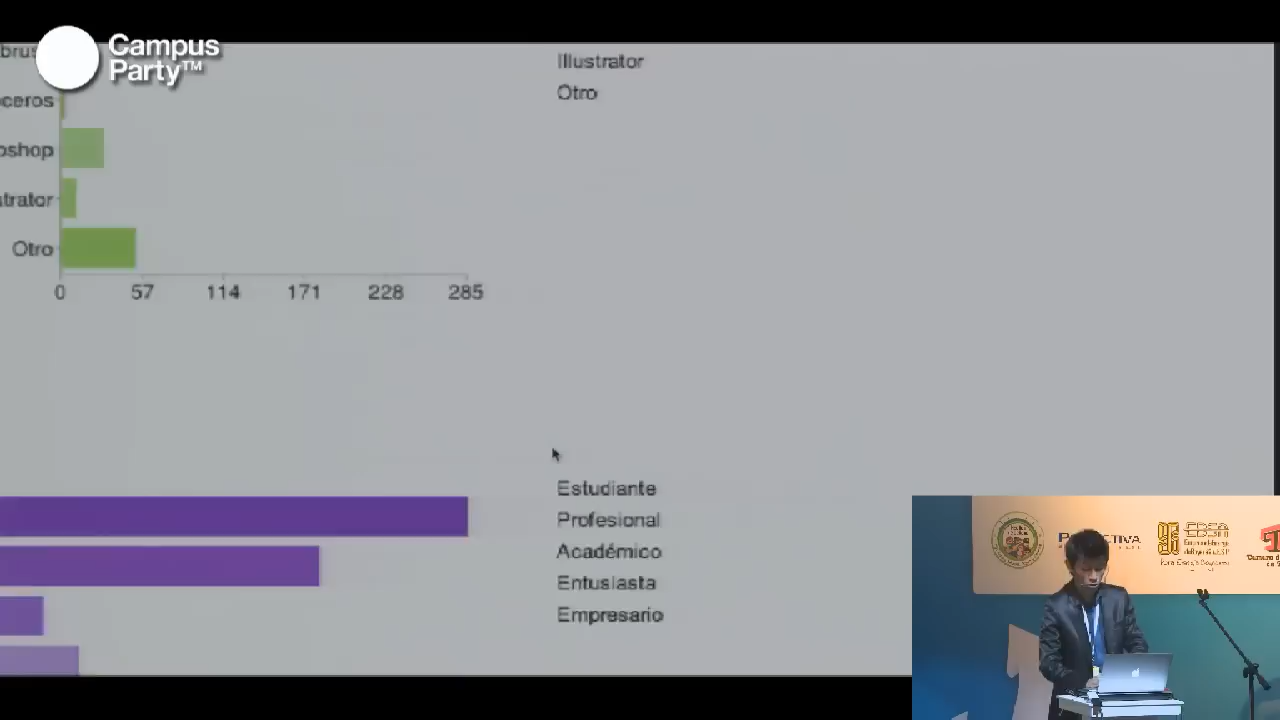 Campus
Party™
brus
ceros
oshop
strator
Otro
0 57 114 171 228 285
Illustrator
Otro
Estudiante
Profesional
Académico
Entusiasta
Empresario